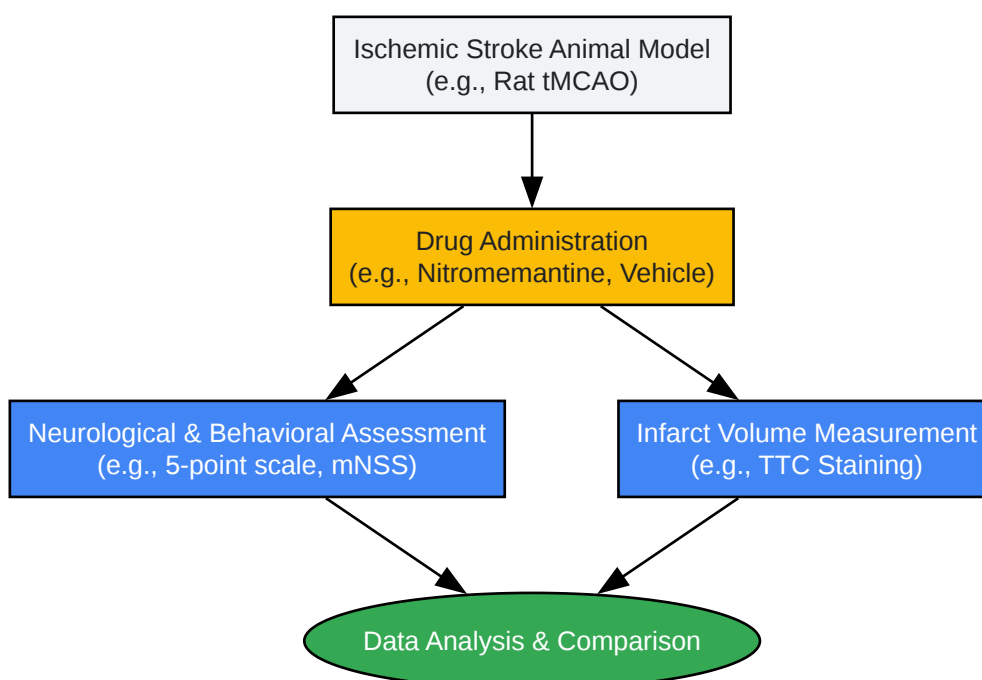 Ischemic Stroke Animal Model
(e.g., Rat tMCAO)
Drug Administration
(e.g., Nitromemantine, Vehicle)
Neurological & Behavioral Assessment
(e.g., 5-point scale, mNSS)
Infarct Volume Measurement
(e.g., TTC Staining)
Data Analysis & Comparison